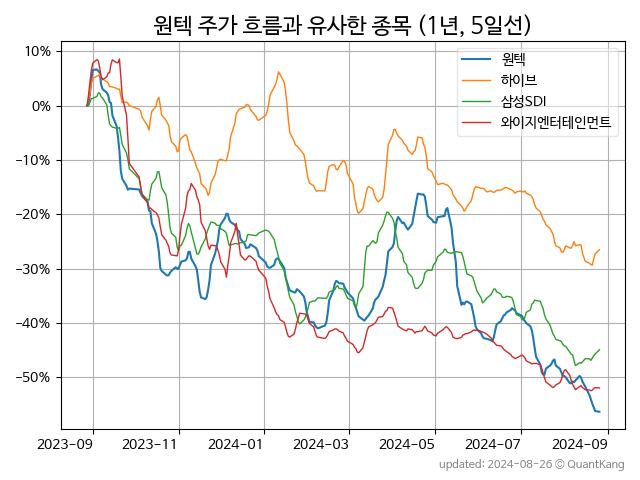 원텍 주가 흐름과 유사한 종목 (1년, 5일선)
원텍
하이브
삼성SDI
와이지엔터테인먼트
10%
0%
−10%
−20%
−30%
−40%
−50%
2023-09 2023-11 2024-01 2024-03 2024-05 2024-07 2024-09
updated: 2024-08-26 © QuantKang